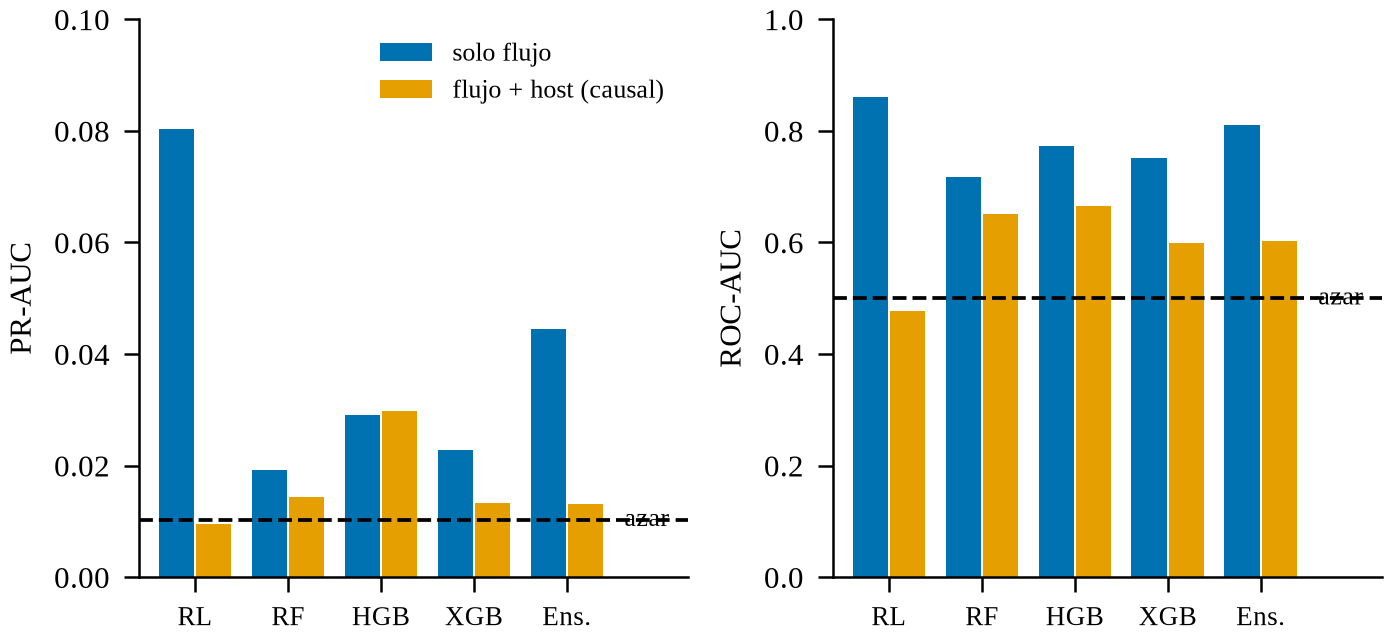 PR-AUC
0.10
0.08
0.06
0.04
0.02
0.00
solo flujo
flujo + host (causal)
azar
RL RF HGB XGB Ens.
ROC-AUC
1.0
0.8
0.6
0.4
0.2
0.0
azar
RL RF HGB XGB Ens.